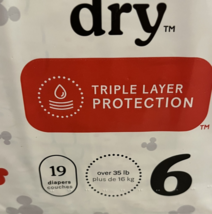 dry™
TRIPLE LAYER
PROTECTION
™
19
diapers
couches
over 35 lb
plus de 16 kg
6